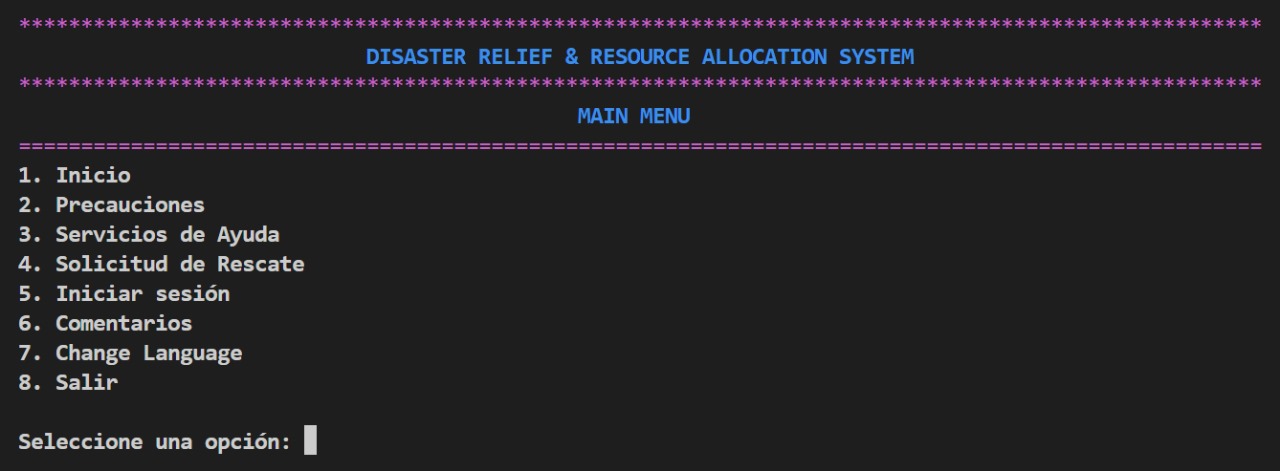 ****************************************************************************************************
DISASTER RELIEF & RESOURCE ALLOCATION SYSTEM
****************************************************************************************************
MAIN MENU
====================================================================================================
1. Inicio
2. Precauciones
3. Servicios de Ayuda
4. Solicitud de Rescate
5. Iniciar sesión
6. Comentarios
7. Change Language
8. Salir
Seleccione una opción: